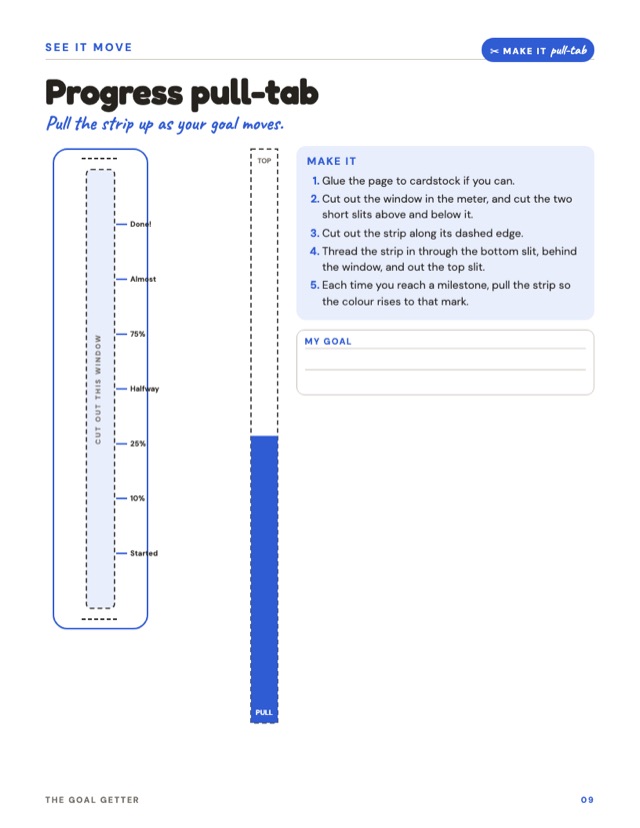 SEE IT MOVE
✂ MAKE IT pull-tab
Progress pull-tab
Pull the strip up as your goal moves.
Done!
Almost
75%
Halfway
25%
10%
Started
CUT OUT THIS WINDOW
TOP
PULL
MAKE IT
1. Glue the page to cardstock if you can.
2. Cut out the window in the meter, and cut the two
short slits above and below it.
3. Cut out the strip along its dashed edge.
4. Thread the strip in through the bottom slit, behind
the window, and out the top slit.
5. Each time you reach a milestone, pull the strip so
the colour rises to that mark.
MY GOAL
THE GOAL GETTER
09